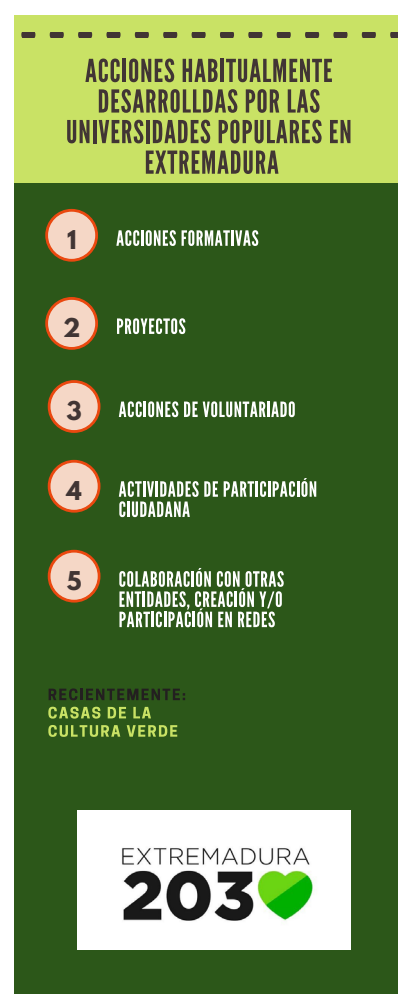 ACCIONES HABITUALMENTE
DESARROLLDAS POR LAS
UNIVERSIDADES POPULARES EN
EXTREMADURA
1
ACCIONES FORMATIVAS
2
PROYECTOS
3
ACCIONES DE VOLUNTARIADO
4
ACTIVIDADES DE PARTICIPACIÓN
CIUDADANA
5
COLABORACIÓN CON OTRAS
ENTIDADES, CREACIÓN Y/O
PARTICIPACIÓN EN REDES
RECIENTEMENTE:
CASAS DE LA
CULTURA VERDE
EXTREMADURA
203